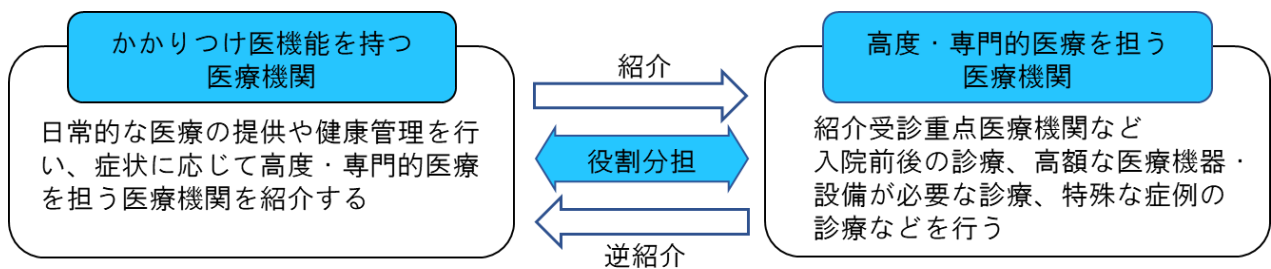 かかりつけ医機能を持つ
医療機関
日常的な医療の提供や健康管理を行
い、症状に応じて高度・専門的医療
を担う医療機関を紹介する
紹介
役割分担
逆紹介
高度・専門的医療を担う
医療機関
紹介受診重点医療機関など
入院前後の診療、高額な医療機器・
設備が必要な診療、特殊な症例の
診療などを行う